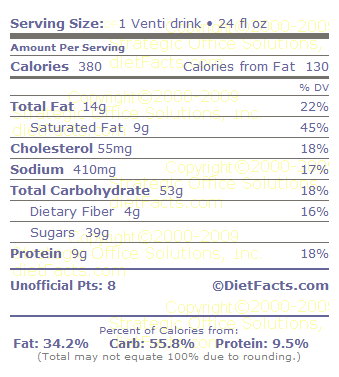 Serving Size: 1 Venti drink • 24 fl oz
Amount Per Serving
Calories 380 Calories from Fat 130
% DV
Total Fat 14g 22%
Saturated Fat 9g 45%
Cholesterol 55mg 18%
Sodium 410mg 17%
Total Carbohydrate 53g 18%
Dietary Fiber 4g 16%
Sugars 39g
Protein 9g 18%
Unofficial Pts: 8 ©DietFacts.com
Percent of Calories from:
Fat: 34.2% Carb: 55.8% Protein: 9.5%
(Total may not equate 100% due to rounding.)
Copyright©2000-2009
Strategic Office Solutions, Inc.
dietFacts.com